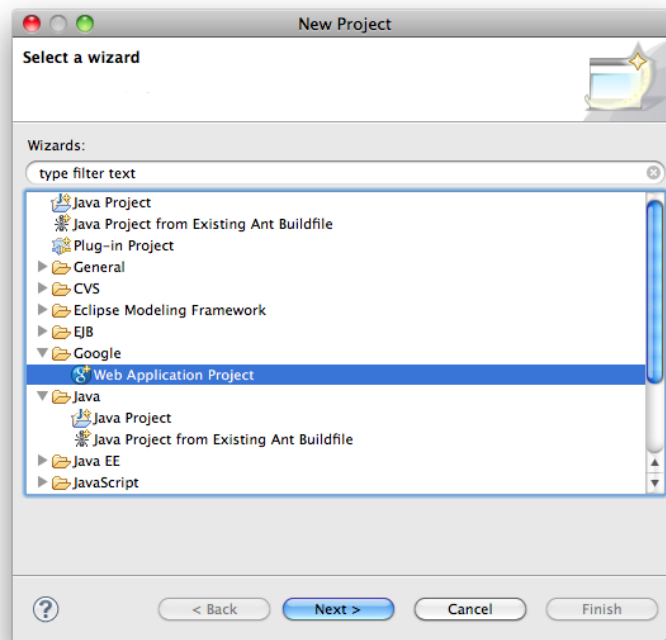 New Project
Select a wizard
Wizards:
type filter text
Java Project
Java Project from Existing Ant Buildfile
Plug-in Project
General
CVS
Eclipse Modeling Framework
EJB
Google
Web Application Project
Java
Java Project
Java Project from Existing Ant Buildfile
Java EE
JavaScript
? < Back Next > Cancel Finish